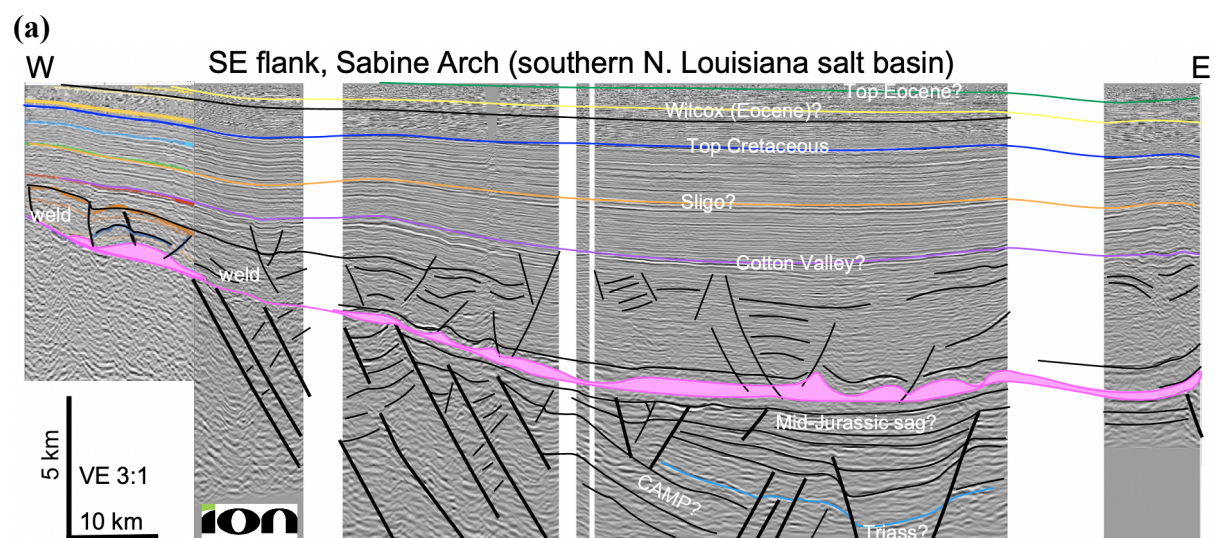 (a)
W
SE flank, Sabine Arch (southern N. Louisiana salt basin)
E
Top Eocene?
Wilcox (Eocene)?
Top Cretaceous
Sligo?
weld
weld
Cotton Valley?
Mid-Jurassic sag?
CAMP?
Triass?
5 km
VE 3:1
10 km
ion